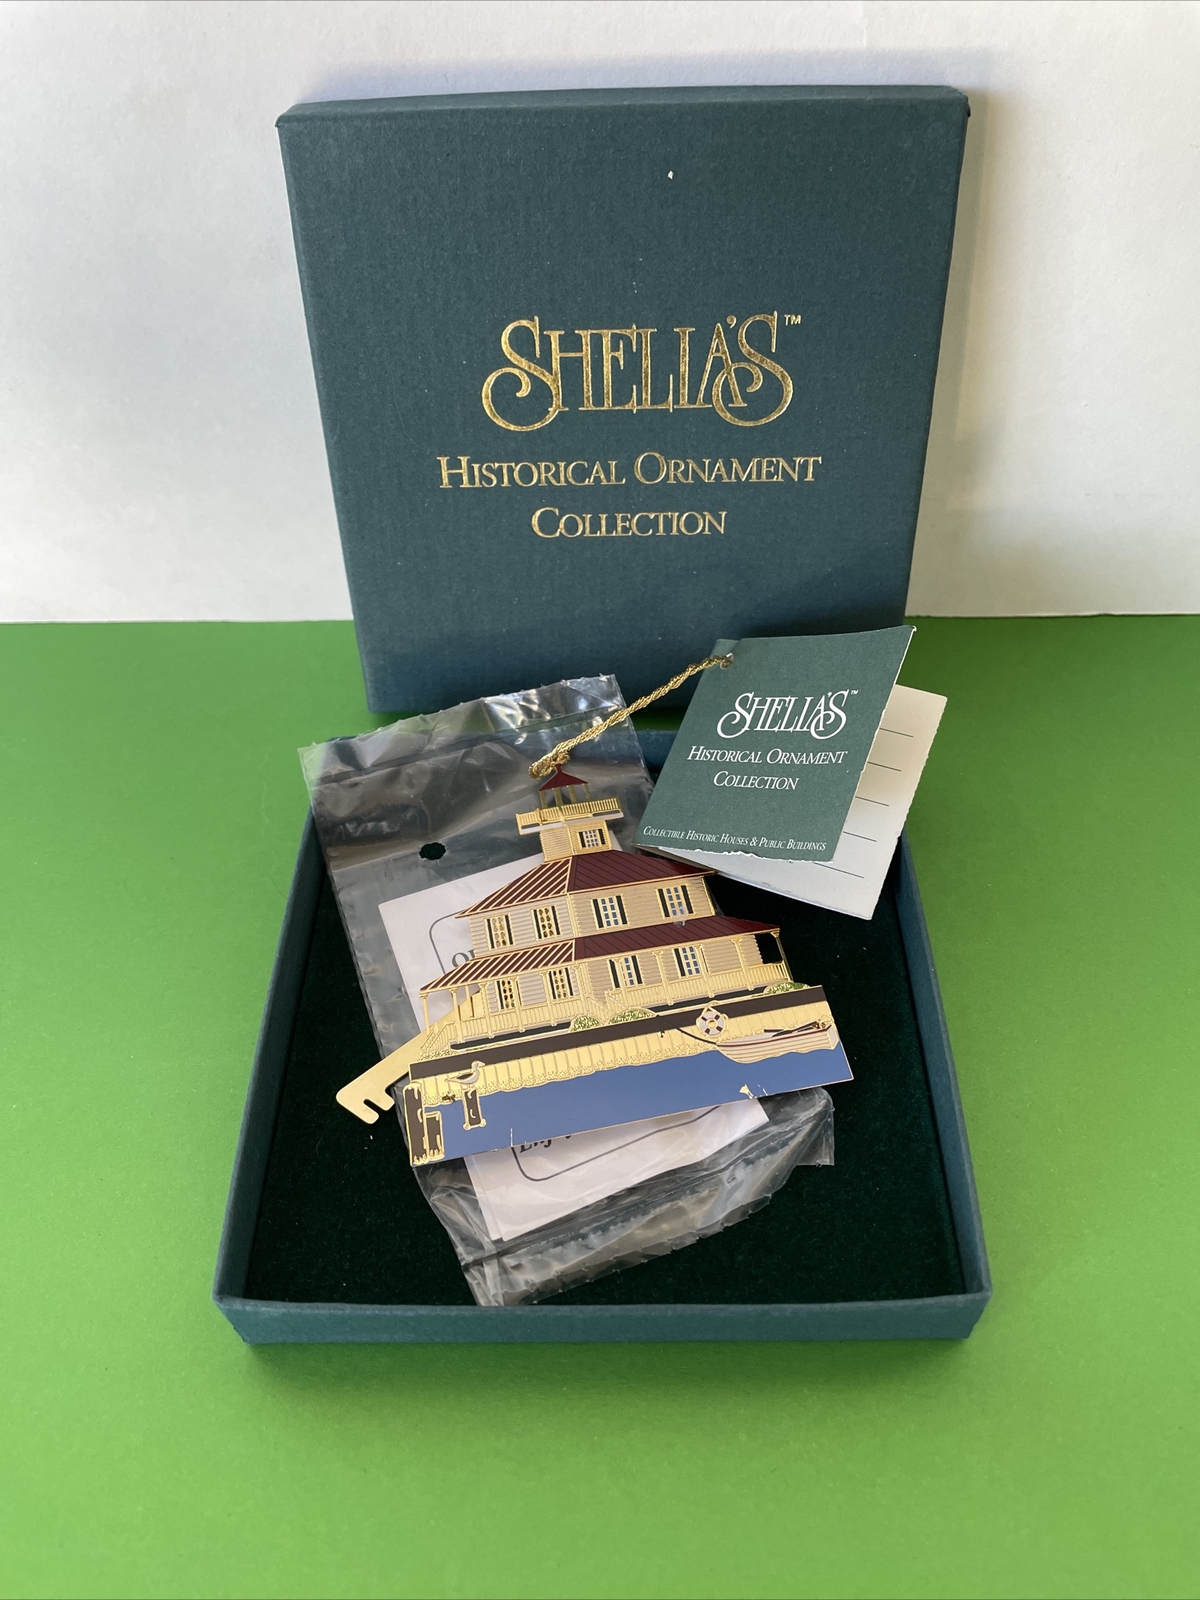 SHELIA'S™
HISTORICAL ORNAMENT
COLLECTION
SHELIA'S™
HISTORICAL ORNAMENT
COLLECTION
COLLECTIBLE HISTORIC HOUSES & PUBLIC BUILDINGS